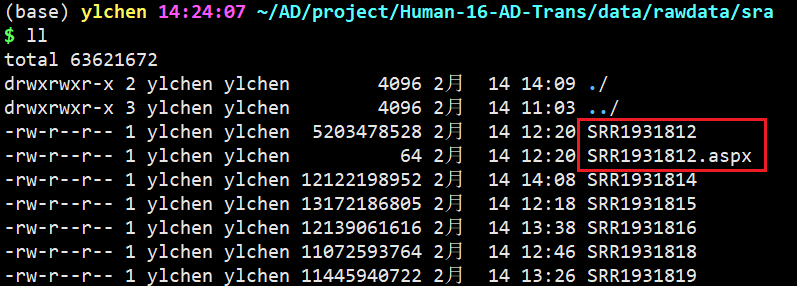 (base) ylchen 14:24:07 ~/AD/project/Human-16-AD-Trans/data/rawdata/sra
$ ll
total 63621672
drwxrwxr-x 2 ylchen ylchen        4096 2月  14 14:09 ./
drwxrwxr-x 3 ylchen ylchen        4096 2月  14 11:03 ../
-rw-r--r-- 1 ylchen ylchen  5203478528 2月  14 12:20 SRR1931812
-rw-r--r-- 1 ylchen ylchen          64 2月  14 12:20 SRR1931812.aspx
-rw-r--r-- 1 ylchen ylchen 12122198952 2月  14 14:08 SRR1931814
-rw-r--r-- 1 ylchen ylchen 13172186805 2月  14 12:18 SRR1931815
-rw-r--r-- 1 ylchen ylchen 12139061616 2月  14 13:38 SRR1931816
-rw-r--r-- 1 ylchen ylchen 11072593764 2月  14 12:46 SRR1931818
-rw-r--r-- 1 ylchen ylchen 11445940722 2月  14 13:26 SRR1931819